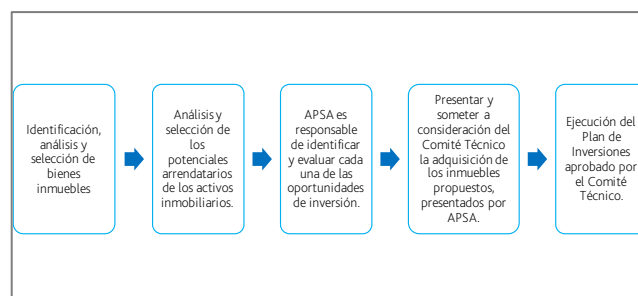 Identificación,
análisis y
selección de
bienes
inmuebles
Análisis y
selección de
los
potenciales
arrendatarios
de los activos
inmobiliarios.
APSA es
responsable
de identificar
y evaluar cada
una de las
oportunidades
de inversión.
Presentar y
someter a
consideración del
Comité Técnico
la adquisición de
los inmuebles
propuestos,
presentados por
APSA.
Ejecución del
Plan de
Inversiones
aprobado por
el Comité
Técnico.